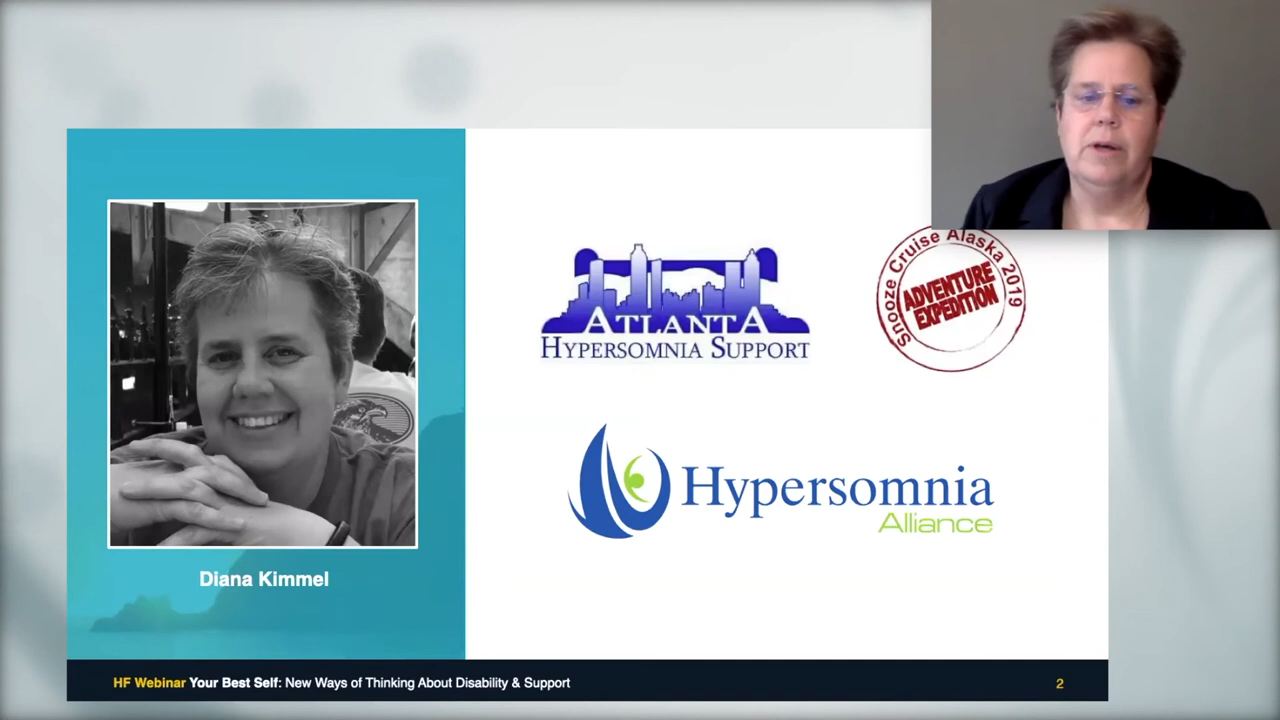 Snooze Cruise Alaska 2019
ADVENTURE
EXPEDITION
ATLANTA
HYPERSOMNIA SUPPORT
Hypersomnia
Alliance
Diana Kimmel
HF Webinar Your Best Self: New Ways of Thinking About Disability & Support
2